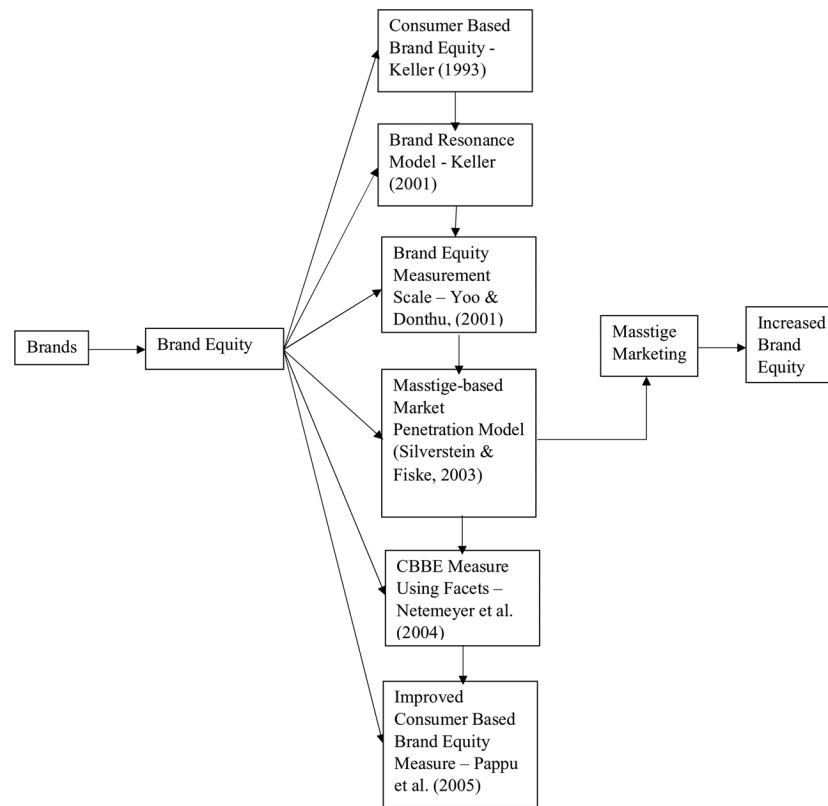 Brands
Brand Equity
Consumer Based
Brand Equity -
Keller (1993)
Brand Resonance
Model - Keller
(2001)
Brand Equity
Measurement
Scale – Yoo &
Donthu, (2001)
Masstige-based
Market
Penetration Model
(Silverstein &
Fiske, 2003)
CBBE Measure
Using Facets –
Netemeyer et al.
(2004)
Improved
Consumer Based
Brand Equity
Measure – Pappu
et al. (2005)
Masstige
Marketing
Increased
Brand
Equity